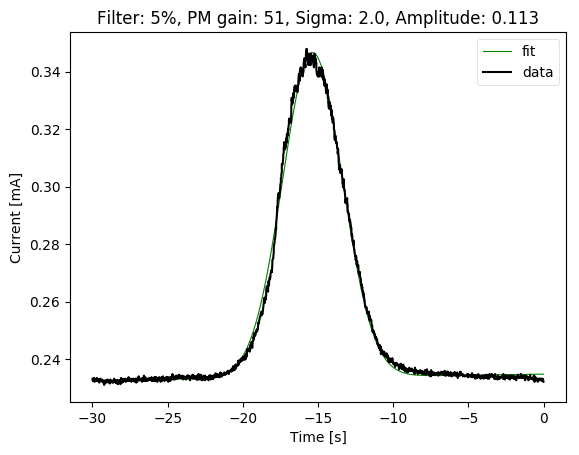 Filter: 5%, PM gain: 51, Sigma: 2.0, Amplitude: 0.113
fit
data
Current [mA]
0.34
0.32
0.30
0.28
0.26
0.24
−30
−25
−20
−15
−10
−5
0
Time [s]